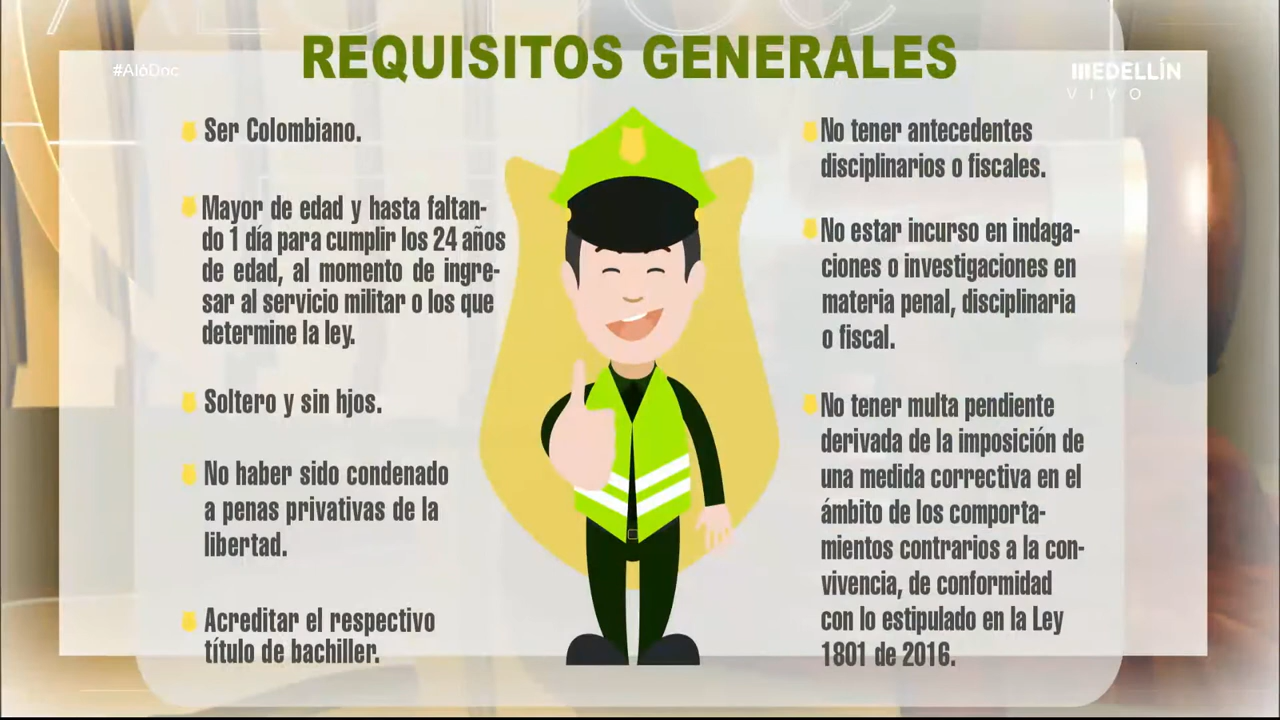 REQUISITOS GENERALES
#AlóDoc
MEDELLÍN
VIVO
Ser Colombiano.
Mayor de edad y hasta faltan-
do 1 día para cumplir los 24 años
de edad, al momento de ingre-
sar al servicio militar o los que
determine la ley.
Soltero y sin hjos.
No haber sido condenado
a penas privativas de la
libertad.
Acreditar el respectivo
título de bachiller.
No tener antecedentes
disciplinarios o fiscales.
No estar incurso en indaga-
ciones o investigaciones en
materia penal, disciplinaria
o fiscal.
No tener multa pendiente
derivada de la imposición de
una medida correctiva en el
ámbito de los comporta-
mientos contrarios a la con-
vivencia, de conformidad
con lo estipulado en la Ley
1801 de 2016.